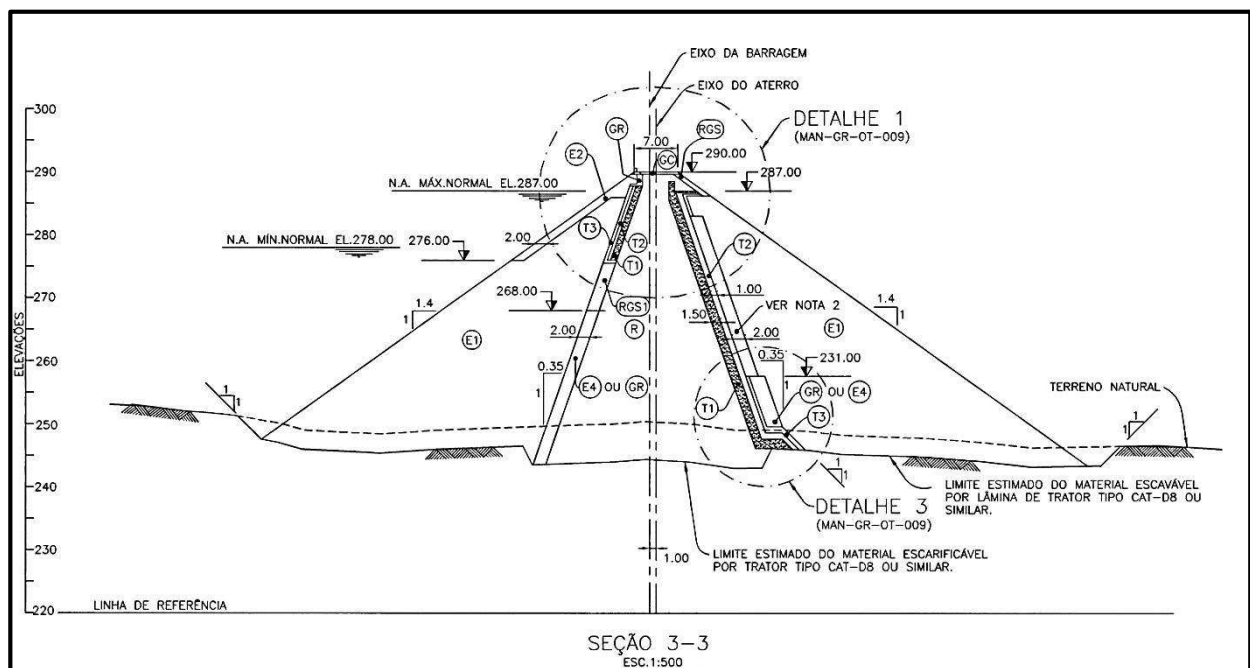 EIXO DA BARRAGEM
EIXO DO ATERRO
DETALHE 1
(MAN-GR-OT-009)
GR
7.00
RGS
GC
290.00
E2
287.00
N.A. MÁX.NORMAL EL.287.00
T3
T2
T1
N.A. MÍN.NORMAL EL.278.00
276.00
2.00
T2
268.00
RGS1
R
1.00
VER NOTA 2
1.4
1
1.4
1
E1
2.00
1.50
2.00
E1
0.35
1
E4 OU GR
0.35
1
231.00
T1
GR OU E4
T3
TERRENO NATURAL
1
1
1
1
1
1
DETALHE 3
(MAN-GR-OT-009)
LIMITE ESTIMADO DO MATERIAL ESCAVÁVEL
POR LÂMINA DE TRATOR TIPO CAT-D8 OU
SIMILAR.
LIMITE ESTIMADO DO MATERIAL ESCARIFICÁVEL
POR TRATOR TIPO CAT-D8 OU SIMILAR.
1.00
ELEVAÇÕES
300
290
280
270
260
250
240
230
220
LINHA DE REFERÊNCIA
SEÇÃO 3-3
ESC.1:500